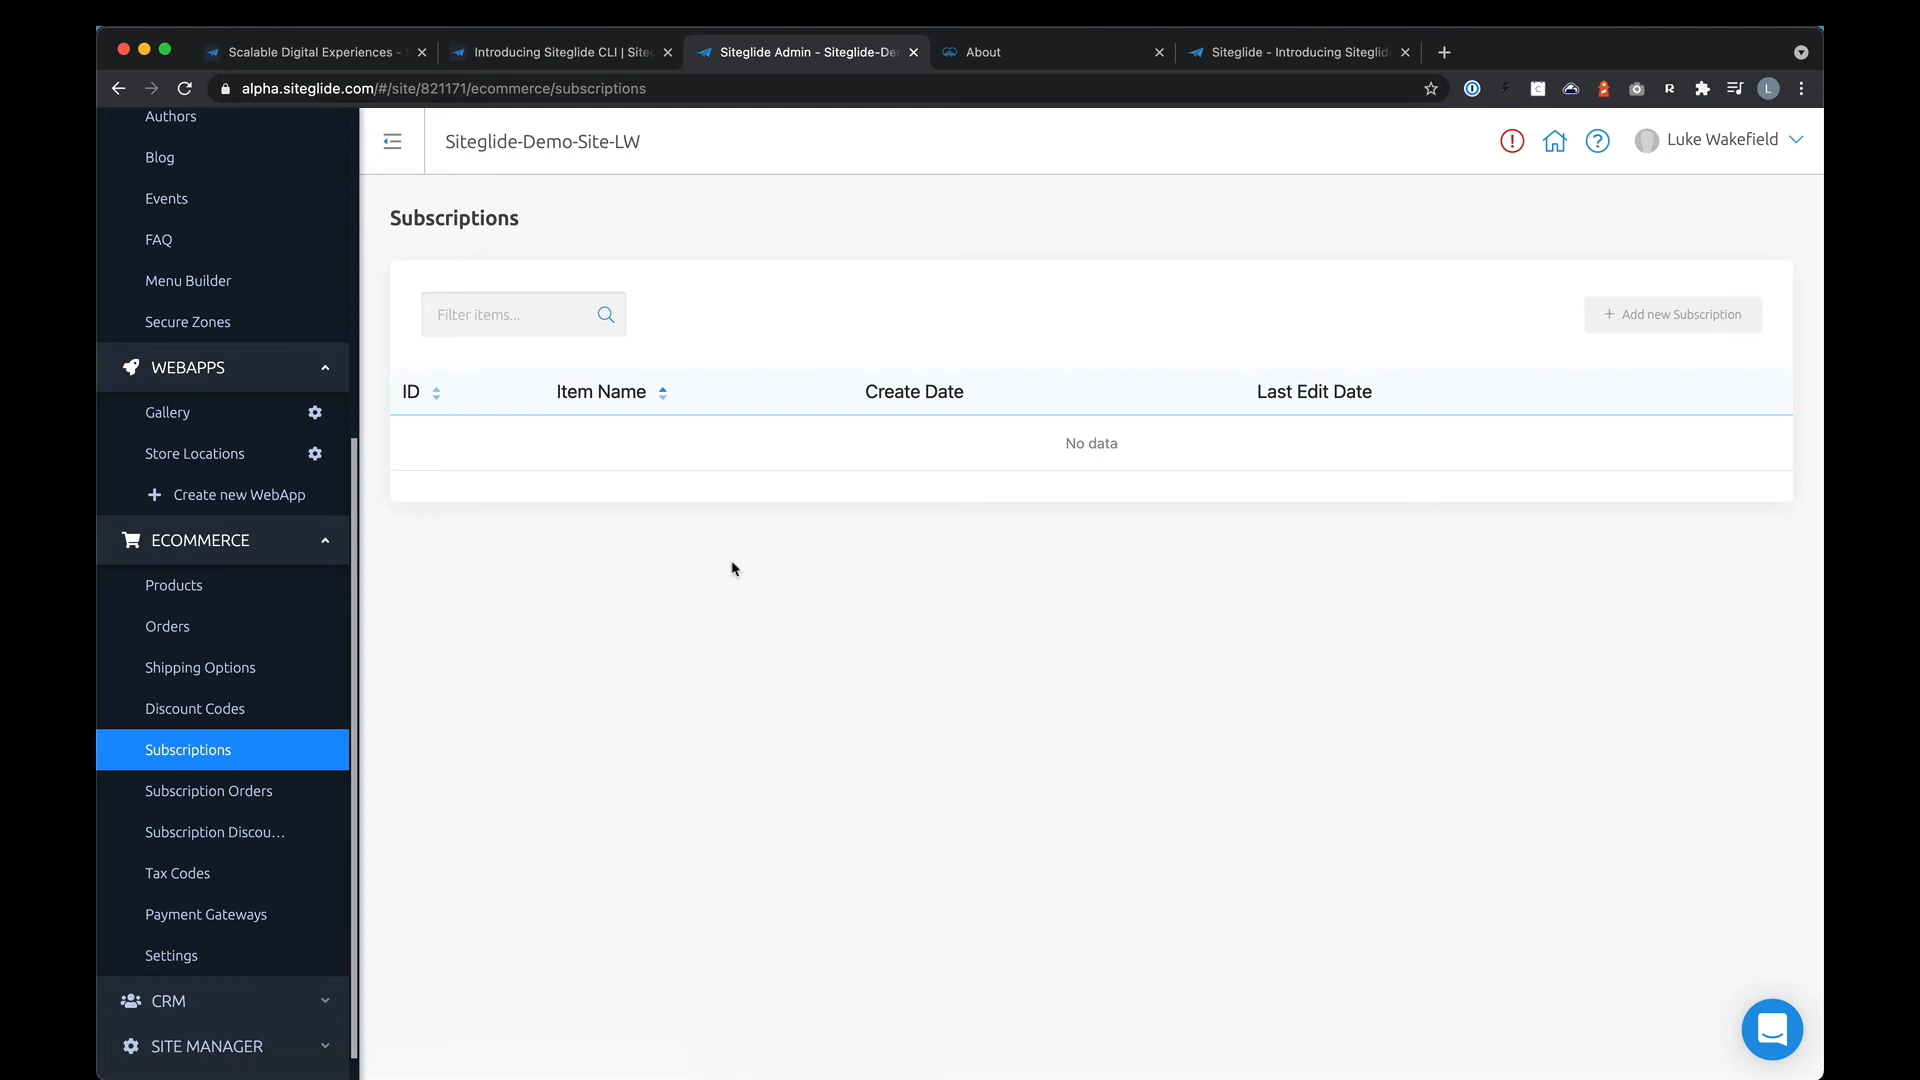 Scalable Digital Experiences -
Introducing Siteglide CLI | Site
Siteglide Admin - Siteglide-De
About
Siteglide - Introducing Siteglid
alpha.siteglide.com/#/site/821171/ecommerce/subscriptions
L
Siteglide-Demo-Site-LW
Luke Wakefield
Authors
Blog
Events
FAQ
Menu Builder
Secure Zones
WEBAPPS
Gallery
Store Locations
Create new WebApp
ECOMMERCE
Products
Orders
Shipping Options
Discount Codes
Subscriptions
Subscription Orders
Subscription Discou...
Tax Codes
Payment Gateways
Settings
CRM
SITE MANAGER
Subscriptions
Filter items...
+ Add new Subscription
ID Item Name Create Date Last Edit Date
No data